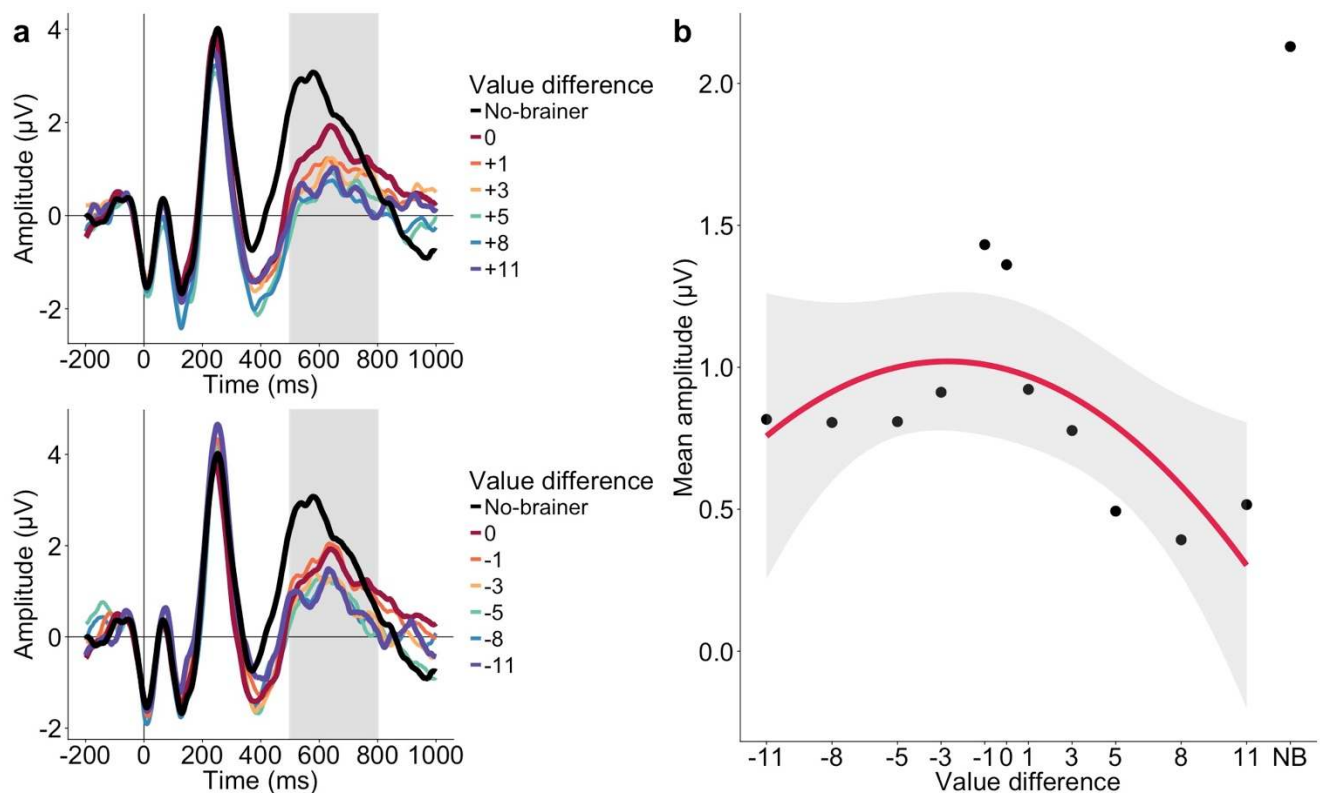 a
Amplitude (µV)
4
2
0
-2
-200 0 200 400 600 800 1000
Time (ms)
Value difference
No-brainer
0
+1
+3
+5
+8
+11
Amplitude (µV)
4
2
0
-2
-200 0 200 400 600 800 1000
Time (ms)
Value difference
No-brainer
0
-1
-3
-5
-8
-11
b
Mean amplitude (µV)
2.0
1.5
1.0
0.5
0.0
-11 -8 -5 -3 -1 0 1 3 5 8 11 NB
Value difference